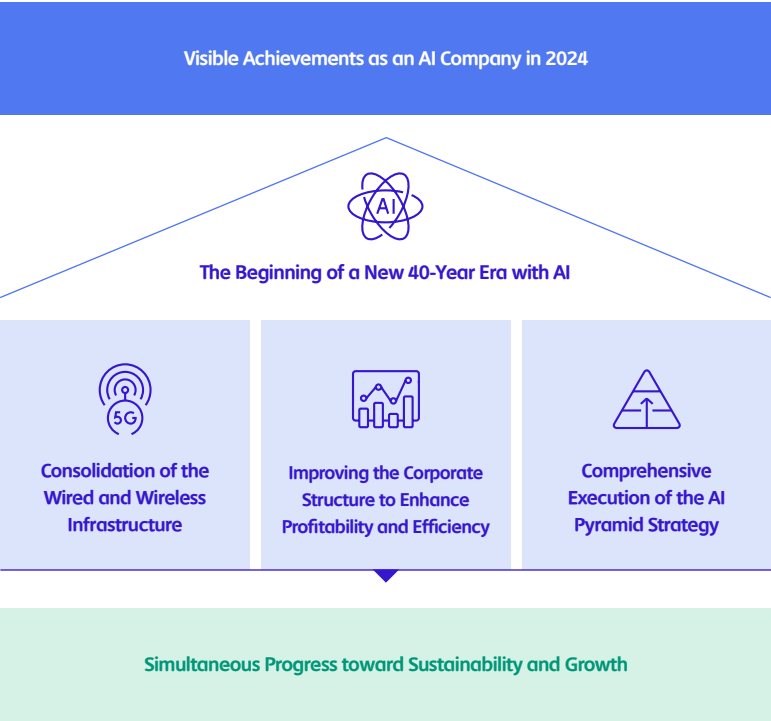 Visible Achievements as an AI Company in 2024
AI
The Beginning of a New 40-Year Era with AI
5G
Consolidation of the
Wired and Wireless
Infrastructure
Improving the Corporate
Structure to Enhance
Profitability and Efficiency
Comprehensive
Execution of the AI
Pyramid Strategy
Simultaneous Progress toward Sustainability and Growth